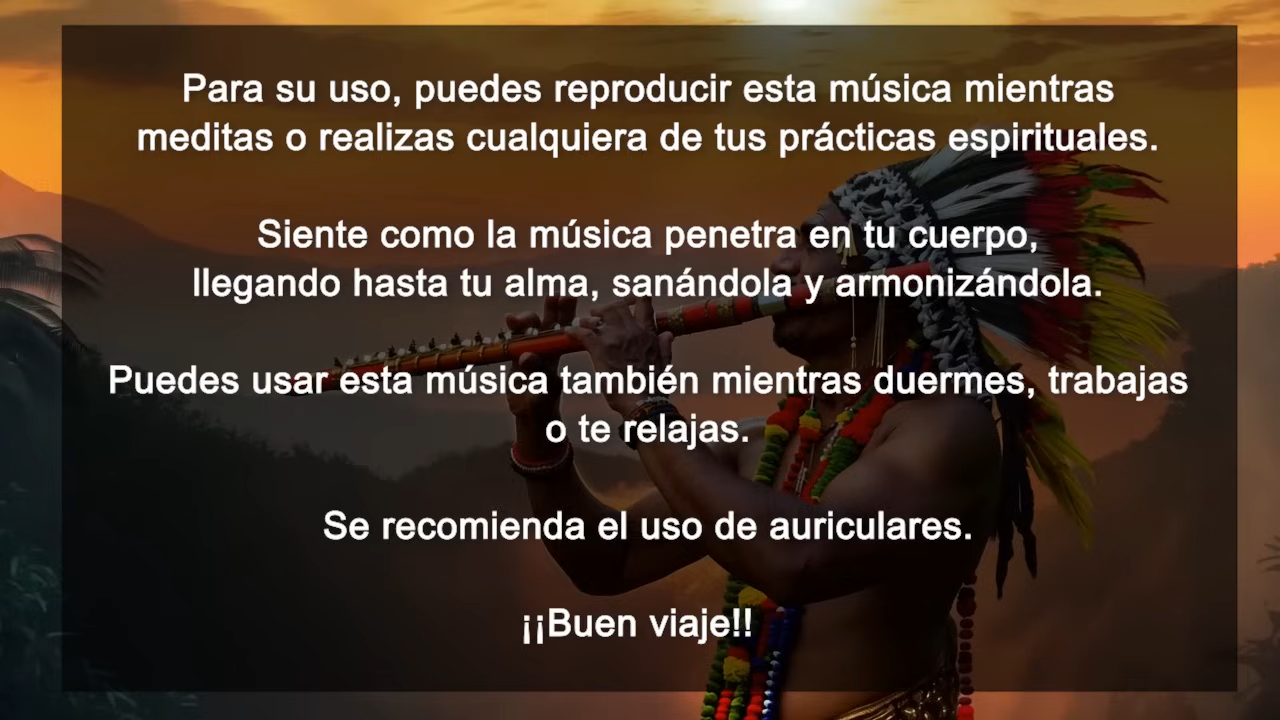 Para su uso, puedes reproducir esta música mientras
meditas o realizas cualquiera de tus prácticas espirituales.
Siente como la música penetra en tu cuerpo,
llegando hasta tu alma, sanándola y armonizándola.
Puedes usar esta música también mientras duermes, trabajas
o te relajas.
Se recomienda el uso de auriculares.
¡¡Buen viaje!!